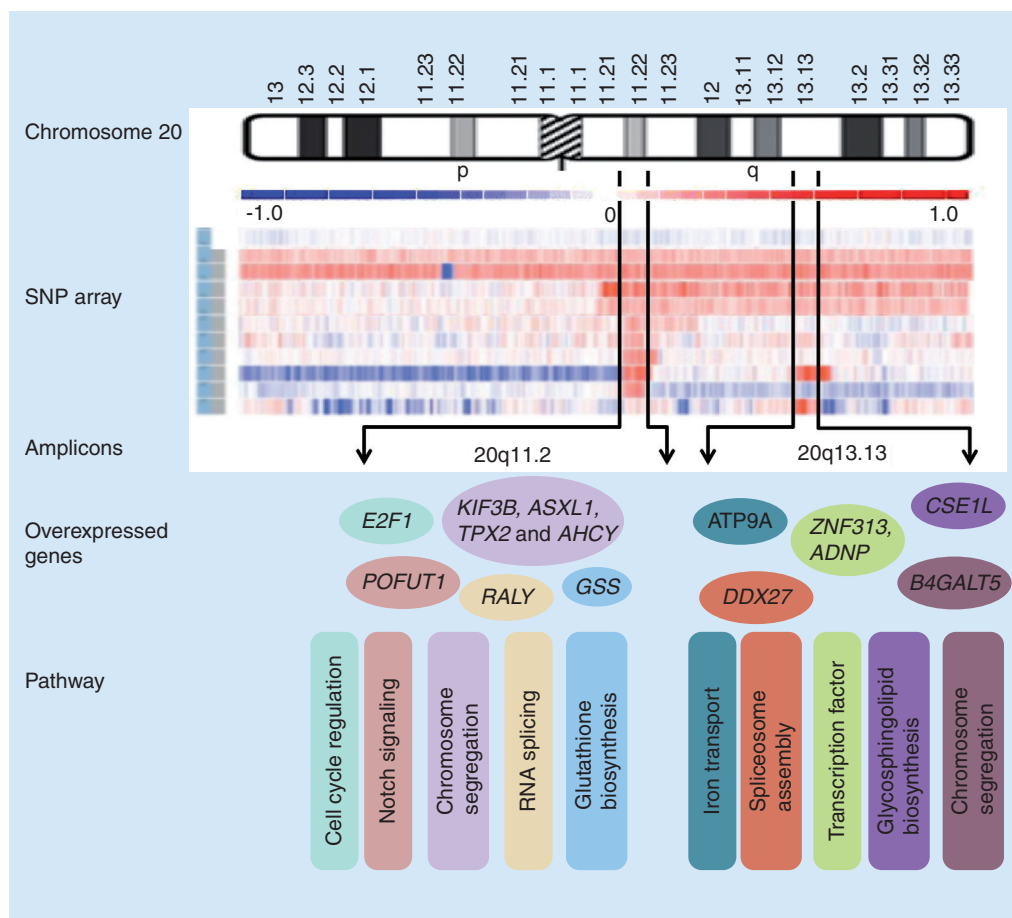 13 12.3 12.2 12.1 11.23 11.22 11.21 11.1 11.1 11.21 11.22 11.23 12 13.11 13.12 13.13 13.2 13.31 13.32 13.33
Chromosome 20
p q
-1.0 0 1.0
SNP array
Amplicons
20q11.2 20q13.13
Overexpressed
genes
E2F1
KIF3B, ASXL1,
TPX2 and AHCY
POFUT1
RALY
GSS
ATP9A
ZNF313,
ADNP
CSE1L
DDX27
B4GALT5
Pathway
Cell cycle regulation
Notch signaling
Chromosome
segregation
RNA splicing
Glutathione
biosynthesis
Iron transport
Spliceosome
assembly
Transcription factor
Glycosphingolipid
biosynthesis
Chromosome
segregation